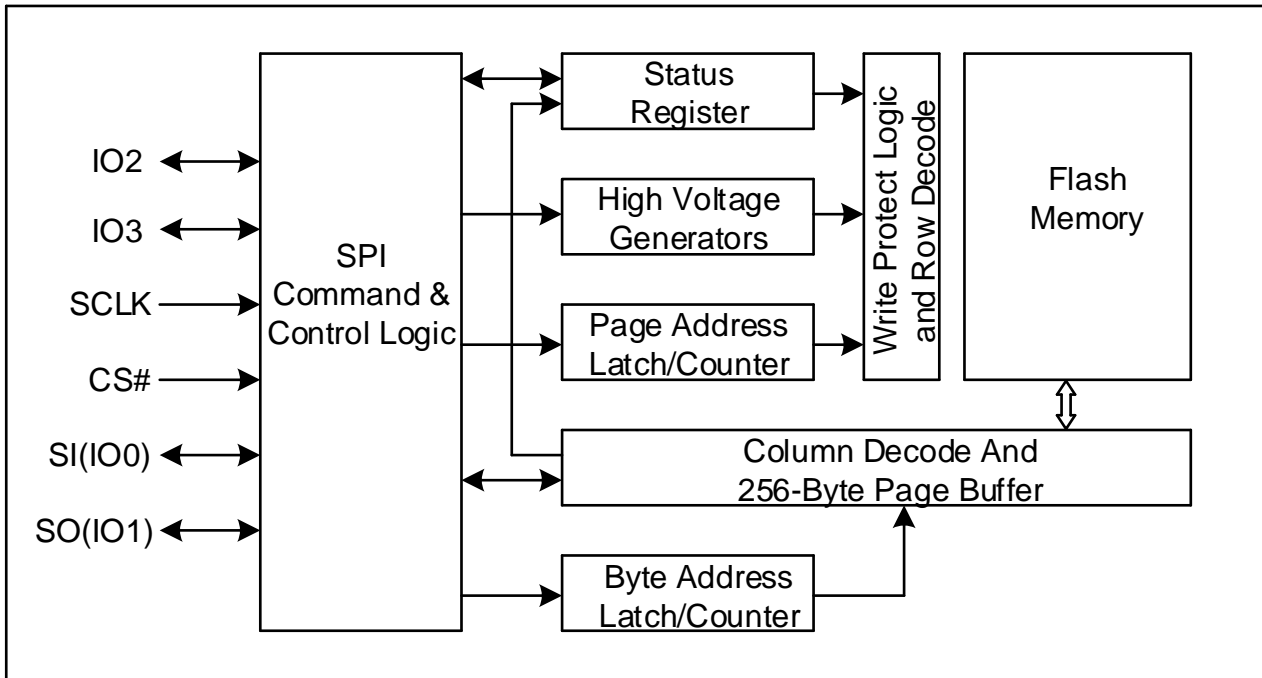 IO2
IO3
SCLK
CS#
SI(IO0)
SO(IO1)
SPI
Command &
Control Logic
Status
Register
High Voltage
Generators
Page Address
Latch/Counter
Write Protect Logic
and Row Decode
Flash
Memory
Column Decode And
256-Byte Page Buffer
Byte Address
Latch/Counter